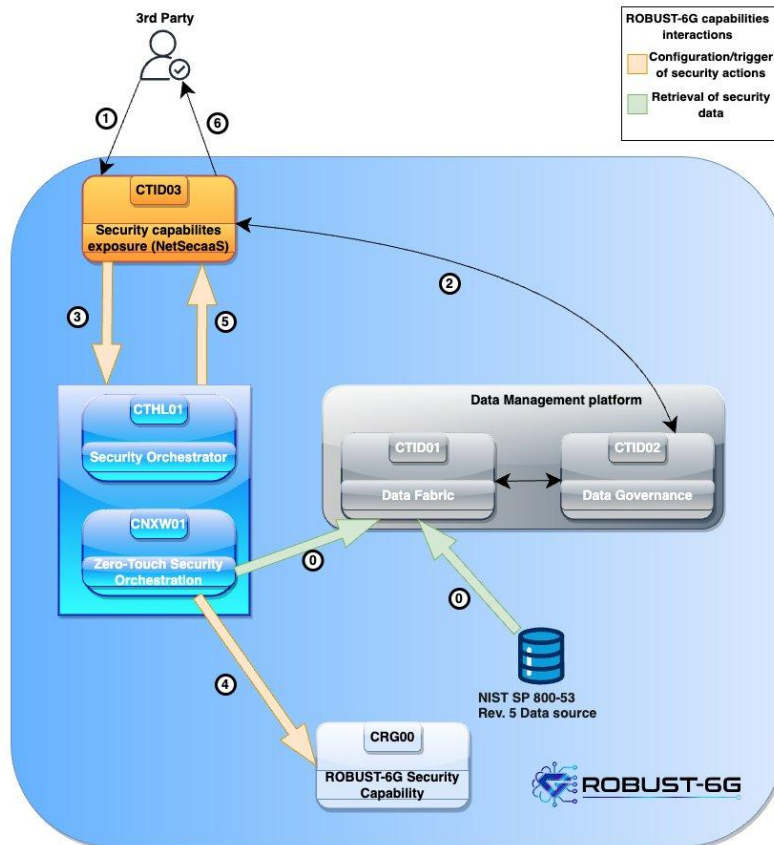 3rd Party
ROBUST-6G capabilities
interactions
Configuration/trigger
of security actions
Retrieval of security
data
1
6
CTID03
Security capabilites
exposure (NetSecaaS)
2
3
5
Data Management platform
CTHL01
Security Orchestrator
CTID01
Data Fabric
CTID02
Data Governance
CNXW01
Zero-Touch Security
Orchestration
0
0
NIST SP 800-53
Rev. 5 Data source
4
CRG00
ROBUST-6G Security
Capability
ROBUST-6G